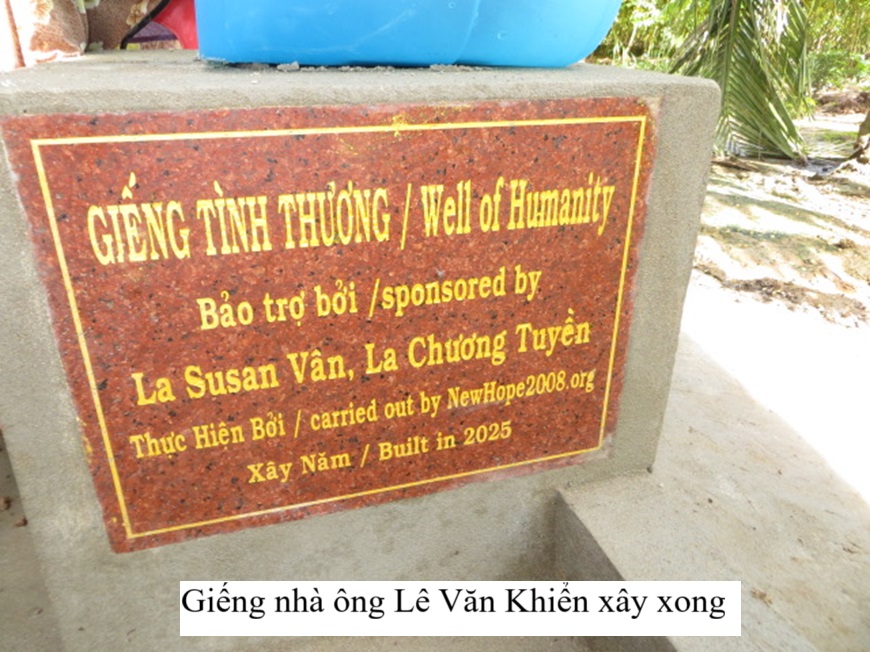 GIẾNG TÌNH THƯƠNG / Well of Humanity
Bảo trợ bởi /sponsored by
La Susan Vân, La Chương Tuyền
Thực Hiện Bởi / carried out by NewHope2008.org
Xây Năm / Built in 2025
Giếng nhà ông Lê Văn Khiển xây xong